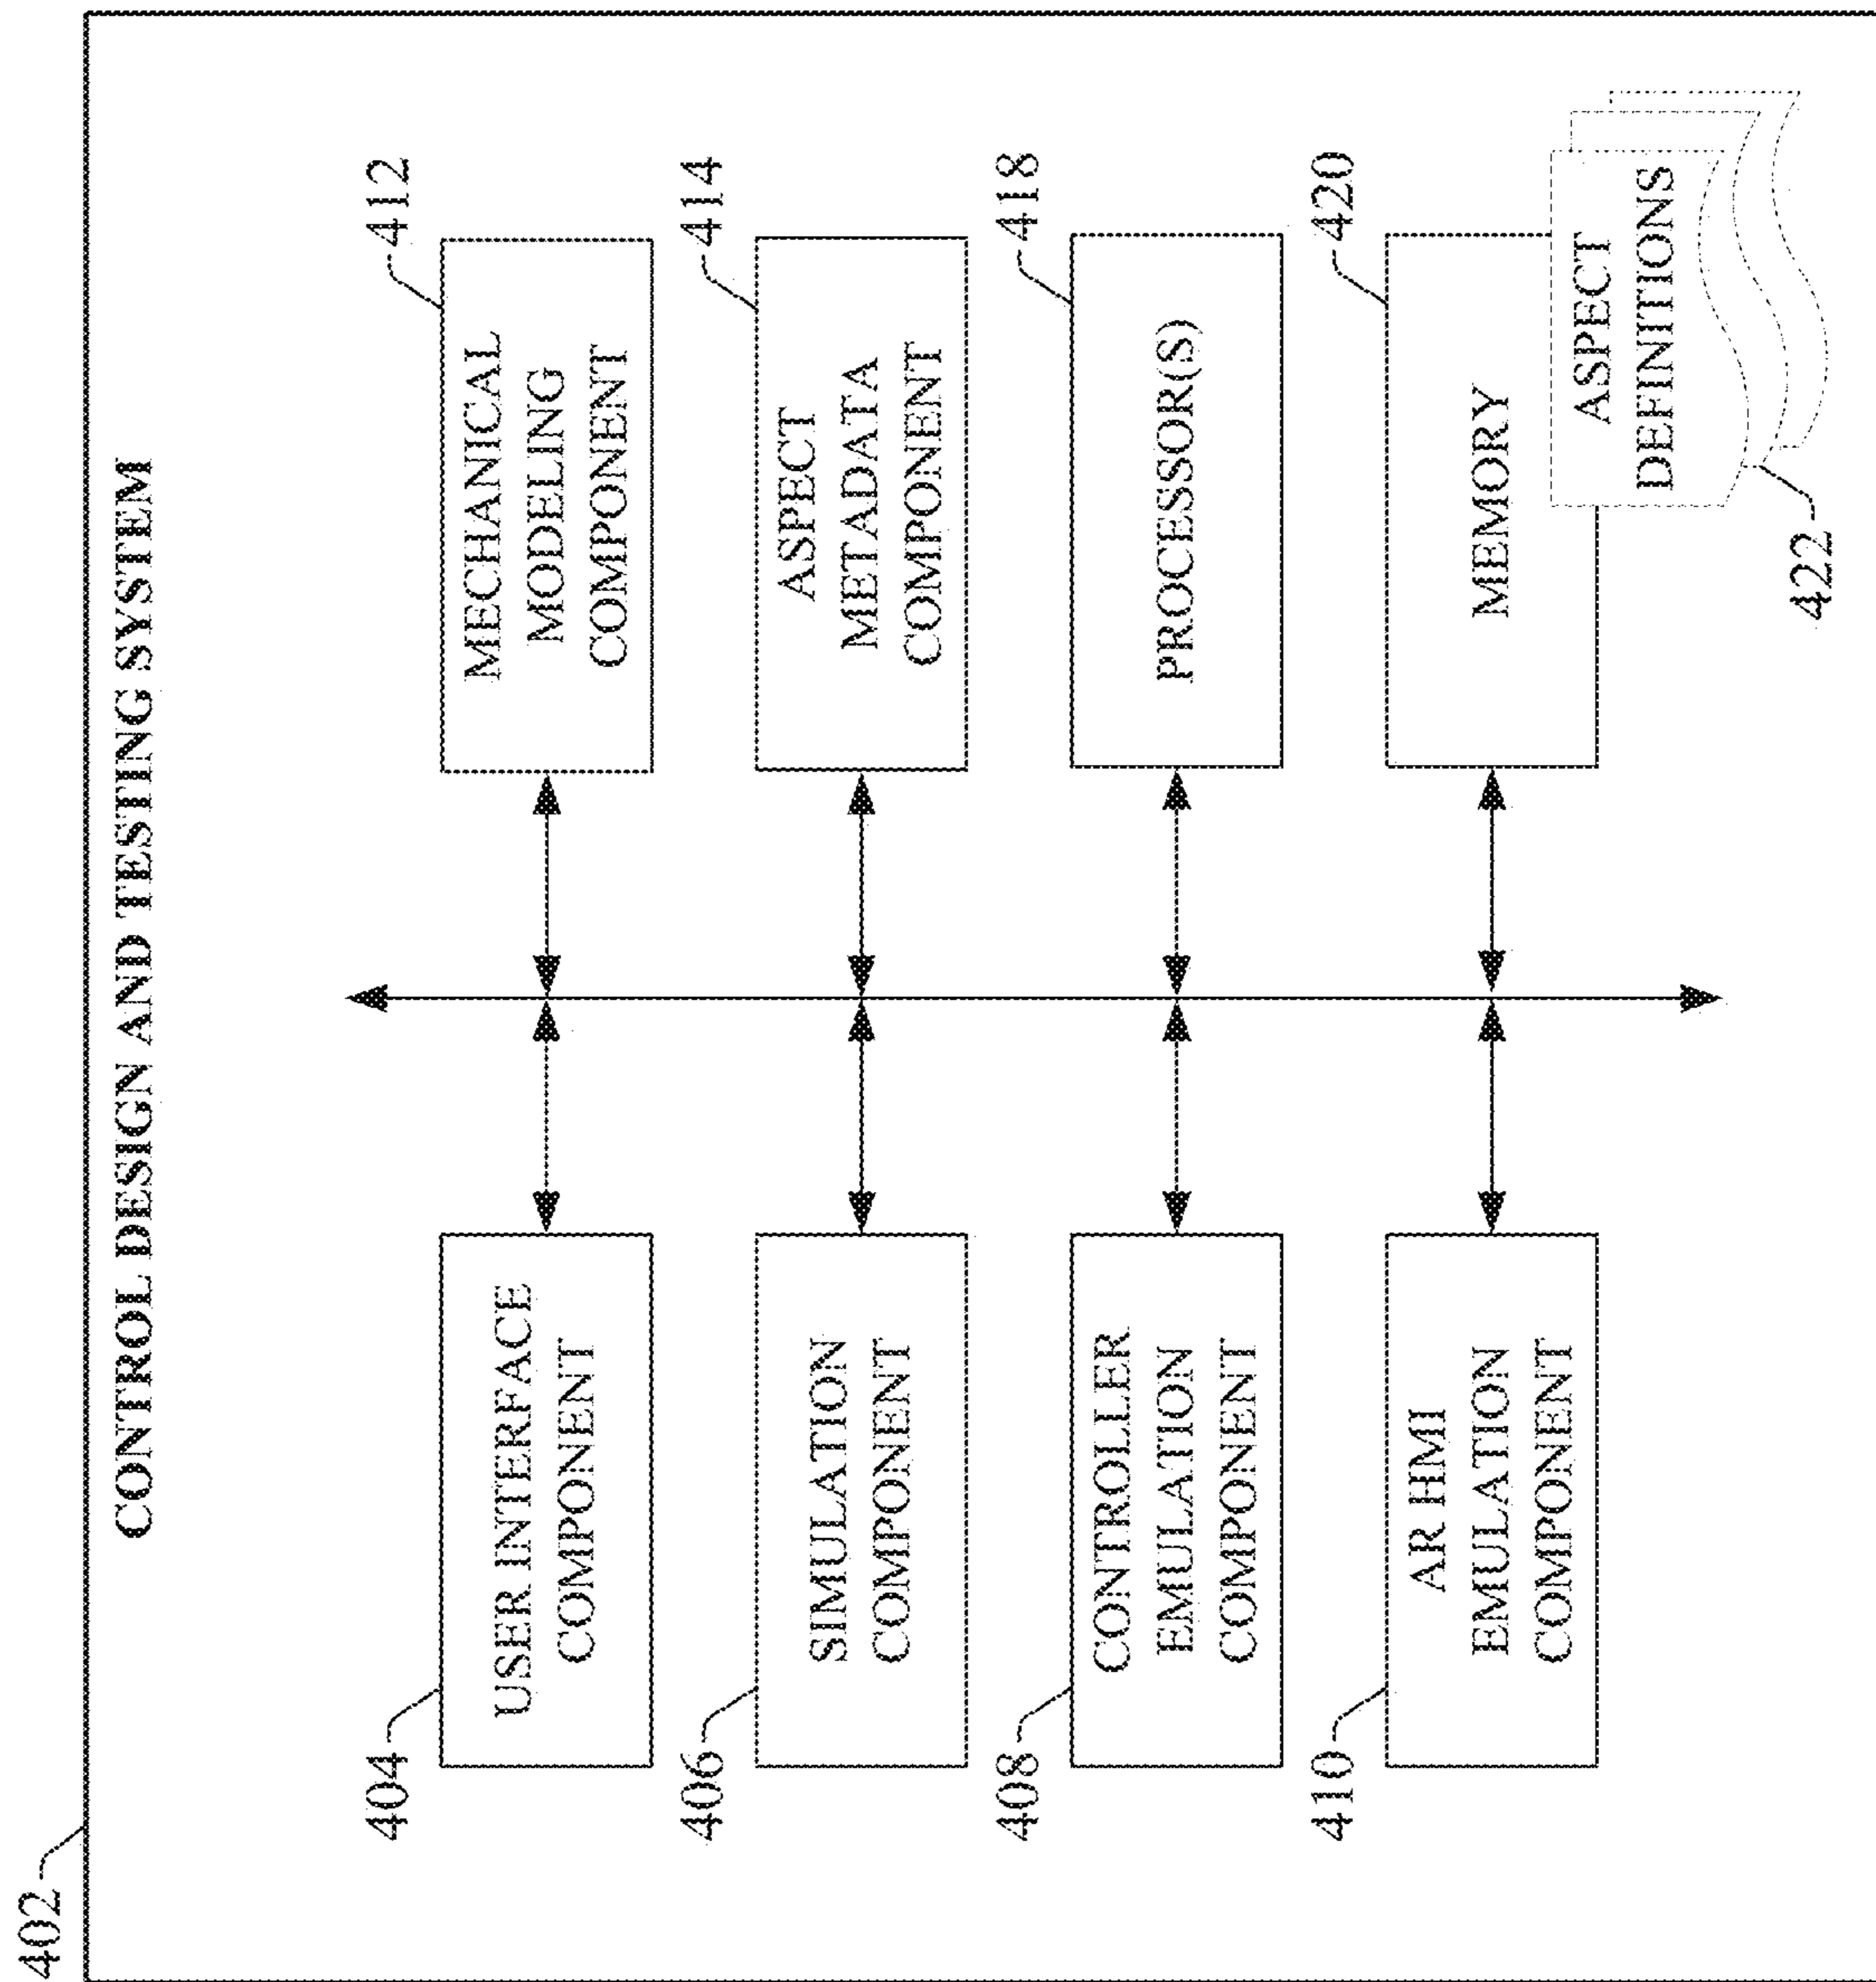 402
CONTROL DESIGN AND TESTING SYSTEM
404
USER INTERFACE
COMPONENT
406
SIMULATION
COMPONENT
408
CONTROLLER
EMULATION
COMPONENT
410
AR HMI
EMULATION
COMPONENT
412
MECHANICAL
MODELING
COMPONENT
414
ASPECT
METADATA
COMPONENT
418
PROCESSOR(S)
420
MEMORY
ASPECT
DEFINITIONS
422